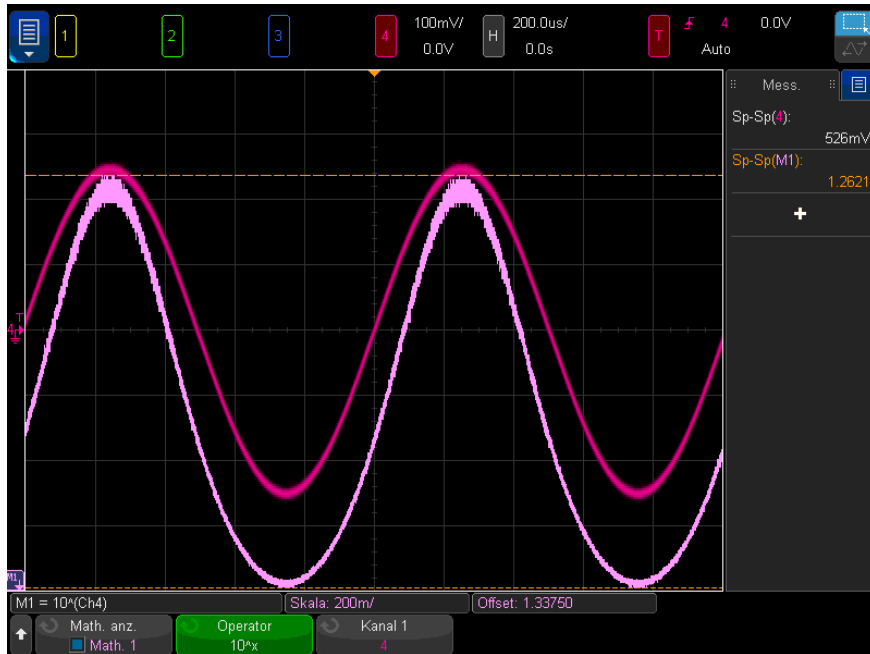 1
2
3
4
100mV/
0.0V
H
200.0us/
0.0s
T
4
0.0V
Auto
Mess.
Sp-Sp(4):
526mV
Sp-Sp(M1):
1.2621
+
T
4
M1
M1 = 10^(Ch4)
Skala: 200m/
Offset: 1.33750
Math. anz.
Math. 1
Operator
10^x
Kanal 1
4